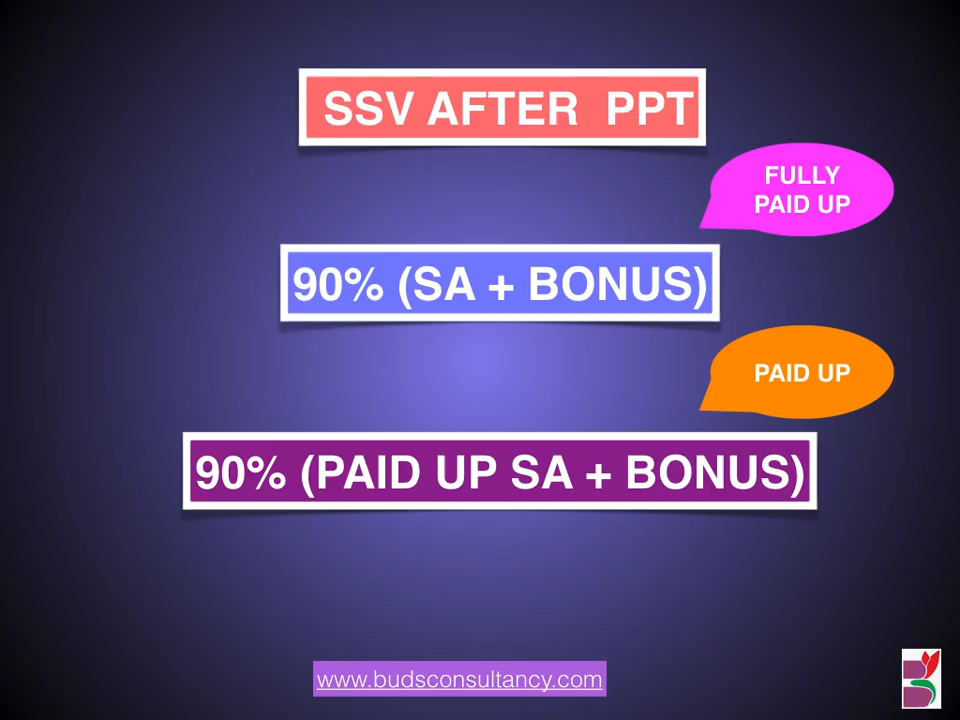 SSV AFTER PPT
FULLY
PAID UP
90% (SA + BONUS)
PAID UP
90% (PAID UP SA + BONUS)
www.budsconsultancy.com